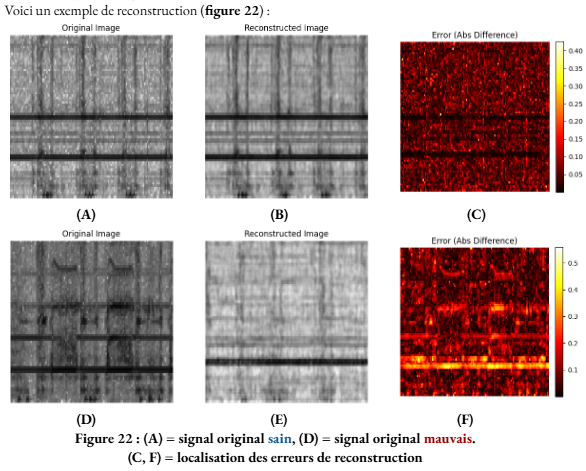 Voici un exemple de reconstruction (figure 22) :
Original Image
Reconstructed Image
Error (Abs Difference)
0.40
0.35
0.30
0.25
0.20
0.15
0.10
0.05
(A)
(B)
(C)
Original Image
Reconstructed Image
Error (Abs Difference)
0.5
0.4
0.3
0.2
0.1
(D)
(E)
(F)
Figure 22 : (A) = signal original sain, (D) = signal original mauvais.
(C, F) = localisation des erreurs de reconstruction